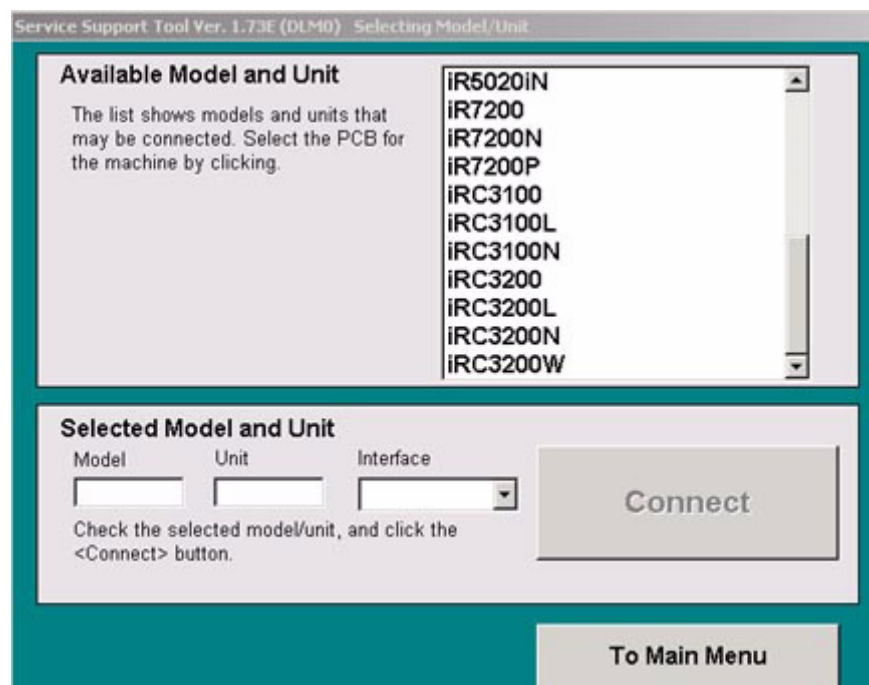 Service Support Tool Ver. 1.73E (DLM0) Selecting Model/Unit
Available Model and Unit
The list shows models and units that
may be connected. Select the PCB for
the machine by clicking.
iR5020iN
iR7200
iR7200N
iR7200P
iRC3100
iRC3100L
iRC3100N
iRC3200
iRC3200L
iRC3200N
iRC3200W
Selected Model and Unit
Model Unit Interface
Check the selected model/unit, and click the
<Connect> button.
Connect
To Main Menu